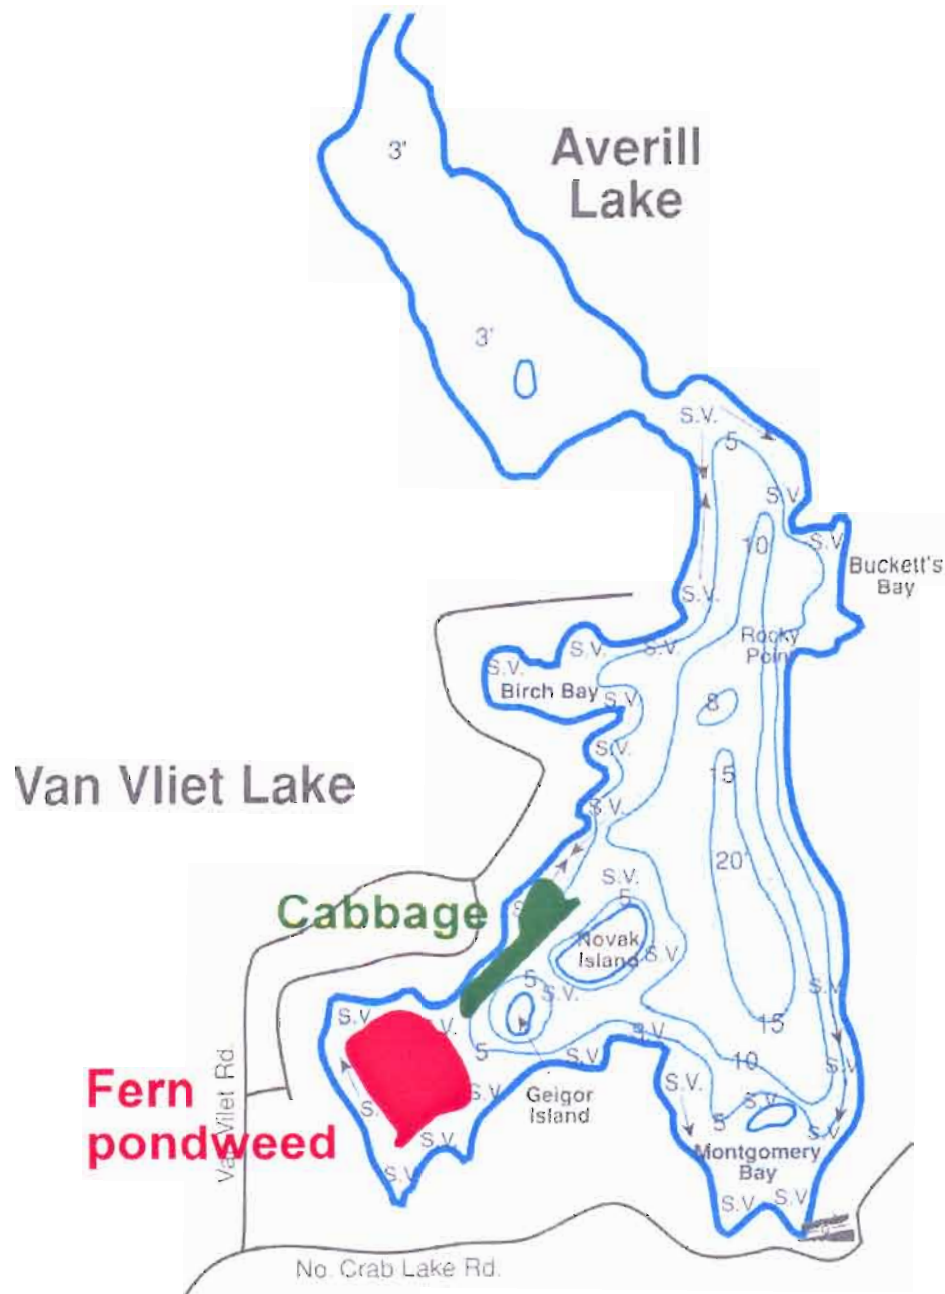 3'
Averill
Lake
3'
S.V.
5
S.V.
10
S.V.
Buckett's
Bay
S.V.
Rocky
Point
S.V.
S.V.
S.V.
Birch Bay
S.V.
8
S.V.
15
Van Vliet Lake
S.V.
20'
S.V.
5
Cabbage
S
Novak
Island
S.V.
5
S.V.
S.V.
S.V.
S.V.
15
S.V.
5
S.V.
10
S.V.
Fern
pondweed
Van Vilet Rd.
S.V.
S.V.
Geigor
Island
S.V.
S.V.
5
S.
S.V.
S.V.
Montgomery
Bay
S.V.
S.V.
S.V.
No. Crab Lake Rd.